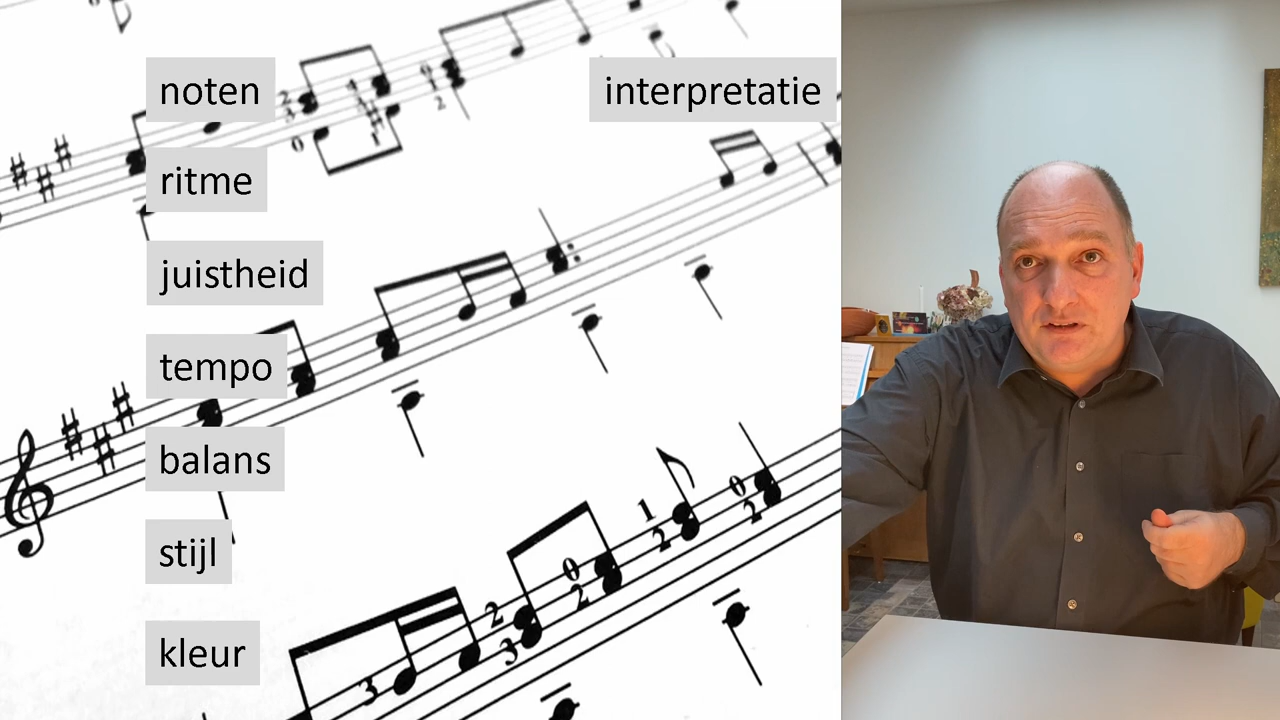 noten
interpretatie
ritme
juistheid
tempo
balans
stijl
kleur